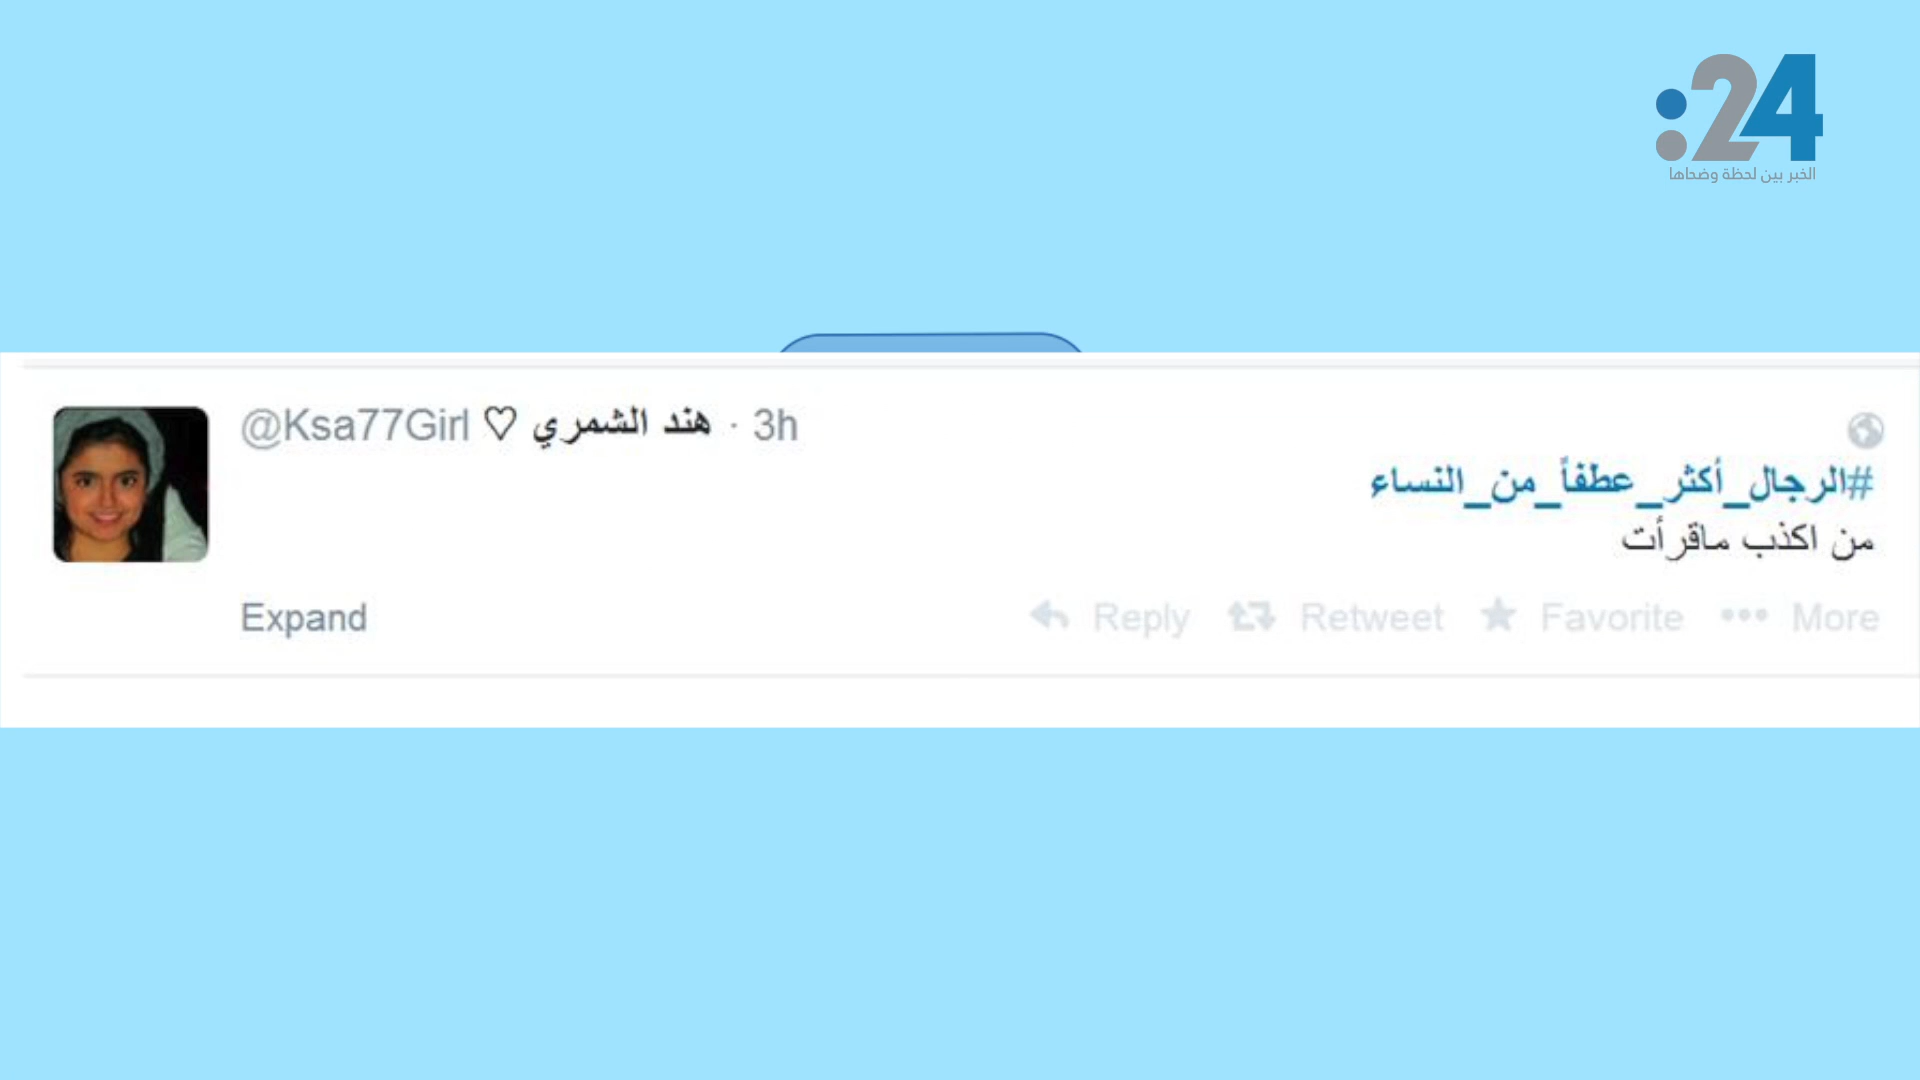 :24
الخبر بين لحظة وضحاها
@Ksa77Girl ♡ هند الشمري · 3h
#الرجال_أكثر_عطفاً_من_النساء
من اكذب ماقرأت
Expand Reply Retweet Favorite ••• More